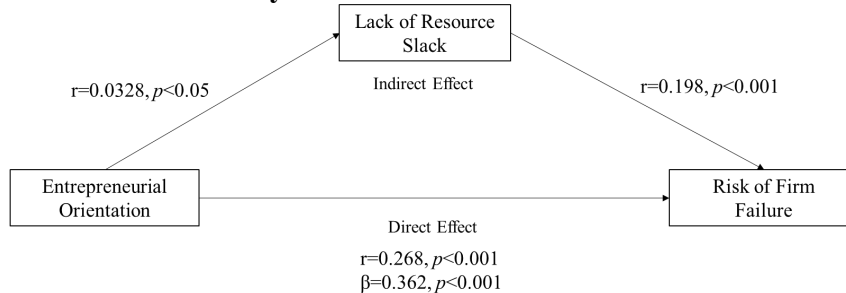 Lack of Resource
Slack
Indirect Effect
r=0.0328, p<0.05
r=0.198, p<0.001
Entrepreneurial
Orientation
Risk of Firm
Failure
Direct Effect
r=0.268, p<0.001
β=0.362, p<0.001